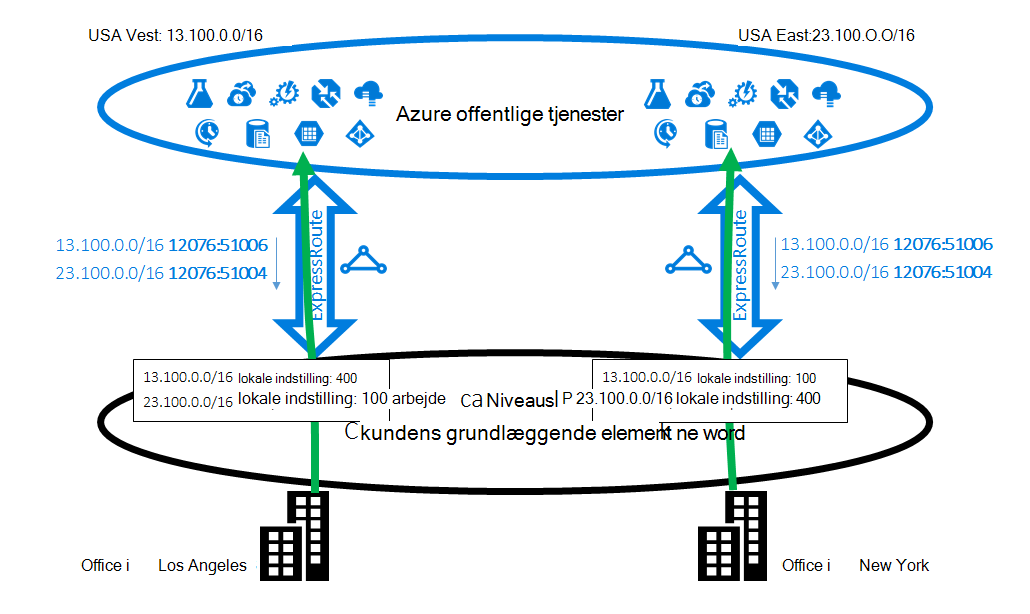 USA Vest: 13.100.0.0/16
USA East:23.100.O.O/16
Azure offentlige tjenester
13.100.0.0/16 12076:51006
23.100.0.0/16 12076:51004
ExpressRoute
ExpressRoute
13.100.0.0/16 12076:51006
23.100.0.0/16 12076:51004
13.100.0.0/16 lokale indstilling: 400
23.100.0.0/16 lokale indstilling: 100 arbejde
ca Niveausl P
13.100.0.0/16 lokale indstilling: 100
23.100.0.0/16 lokale indstilling: 400
C kundens grundlæggende element ne word
Office i Los Angeles
Office i New York